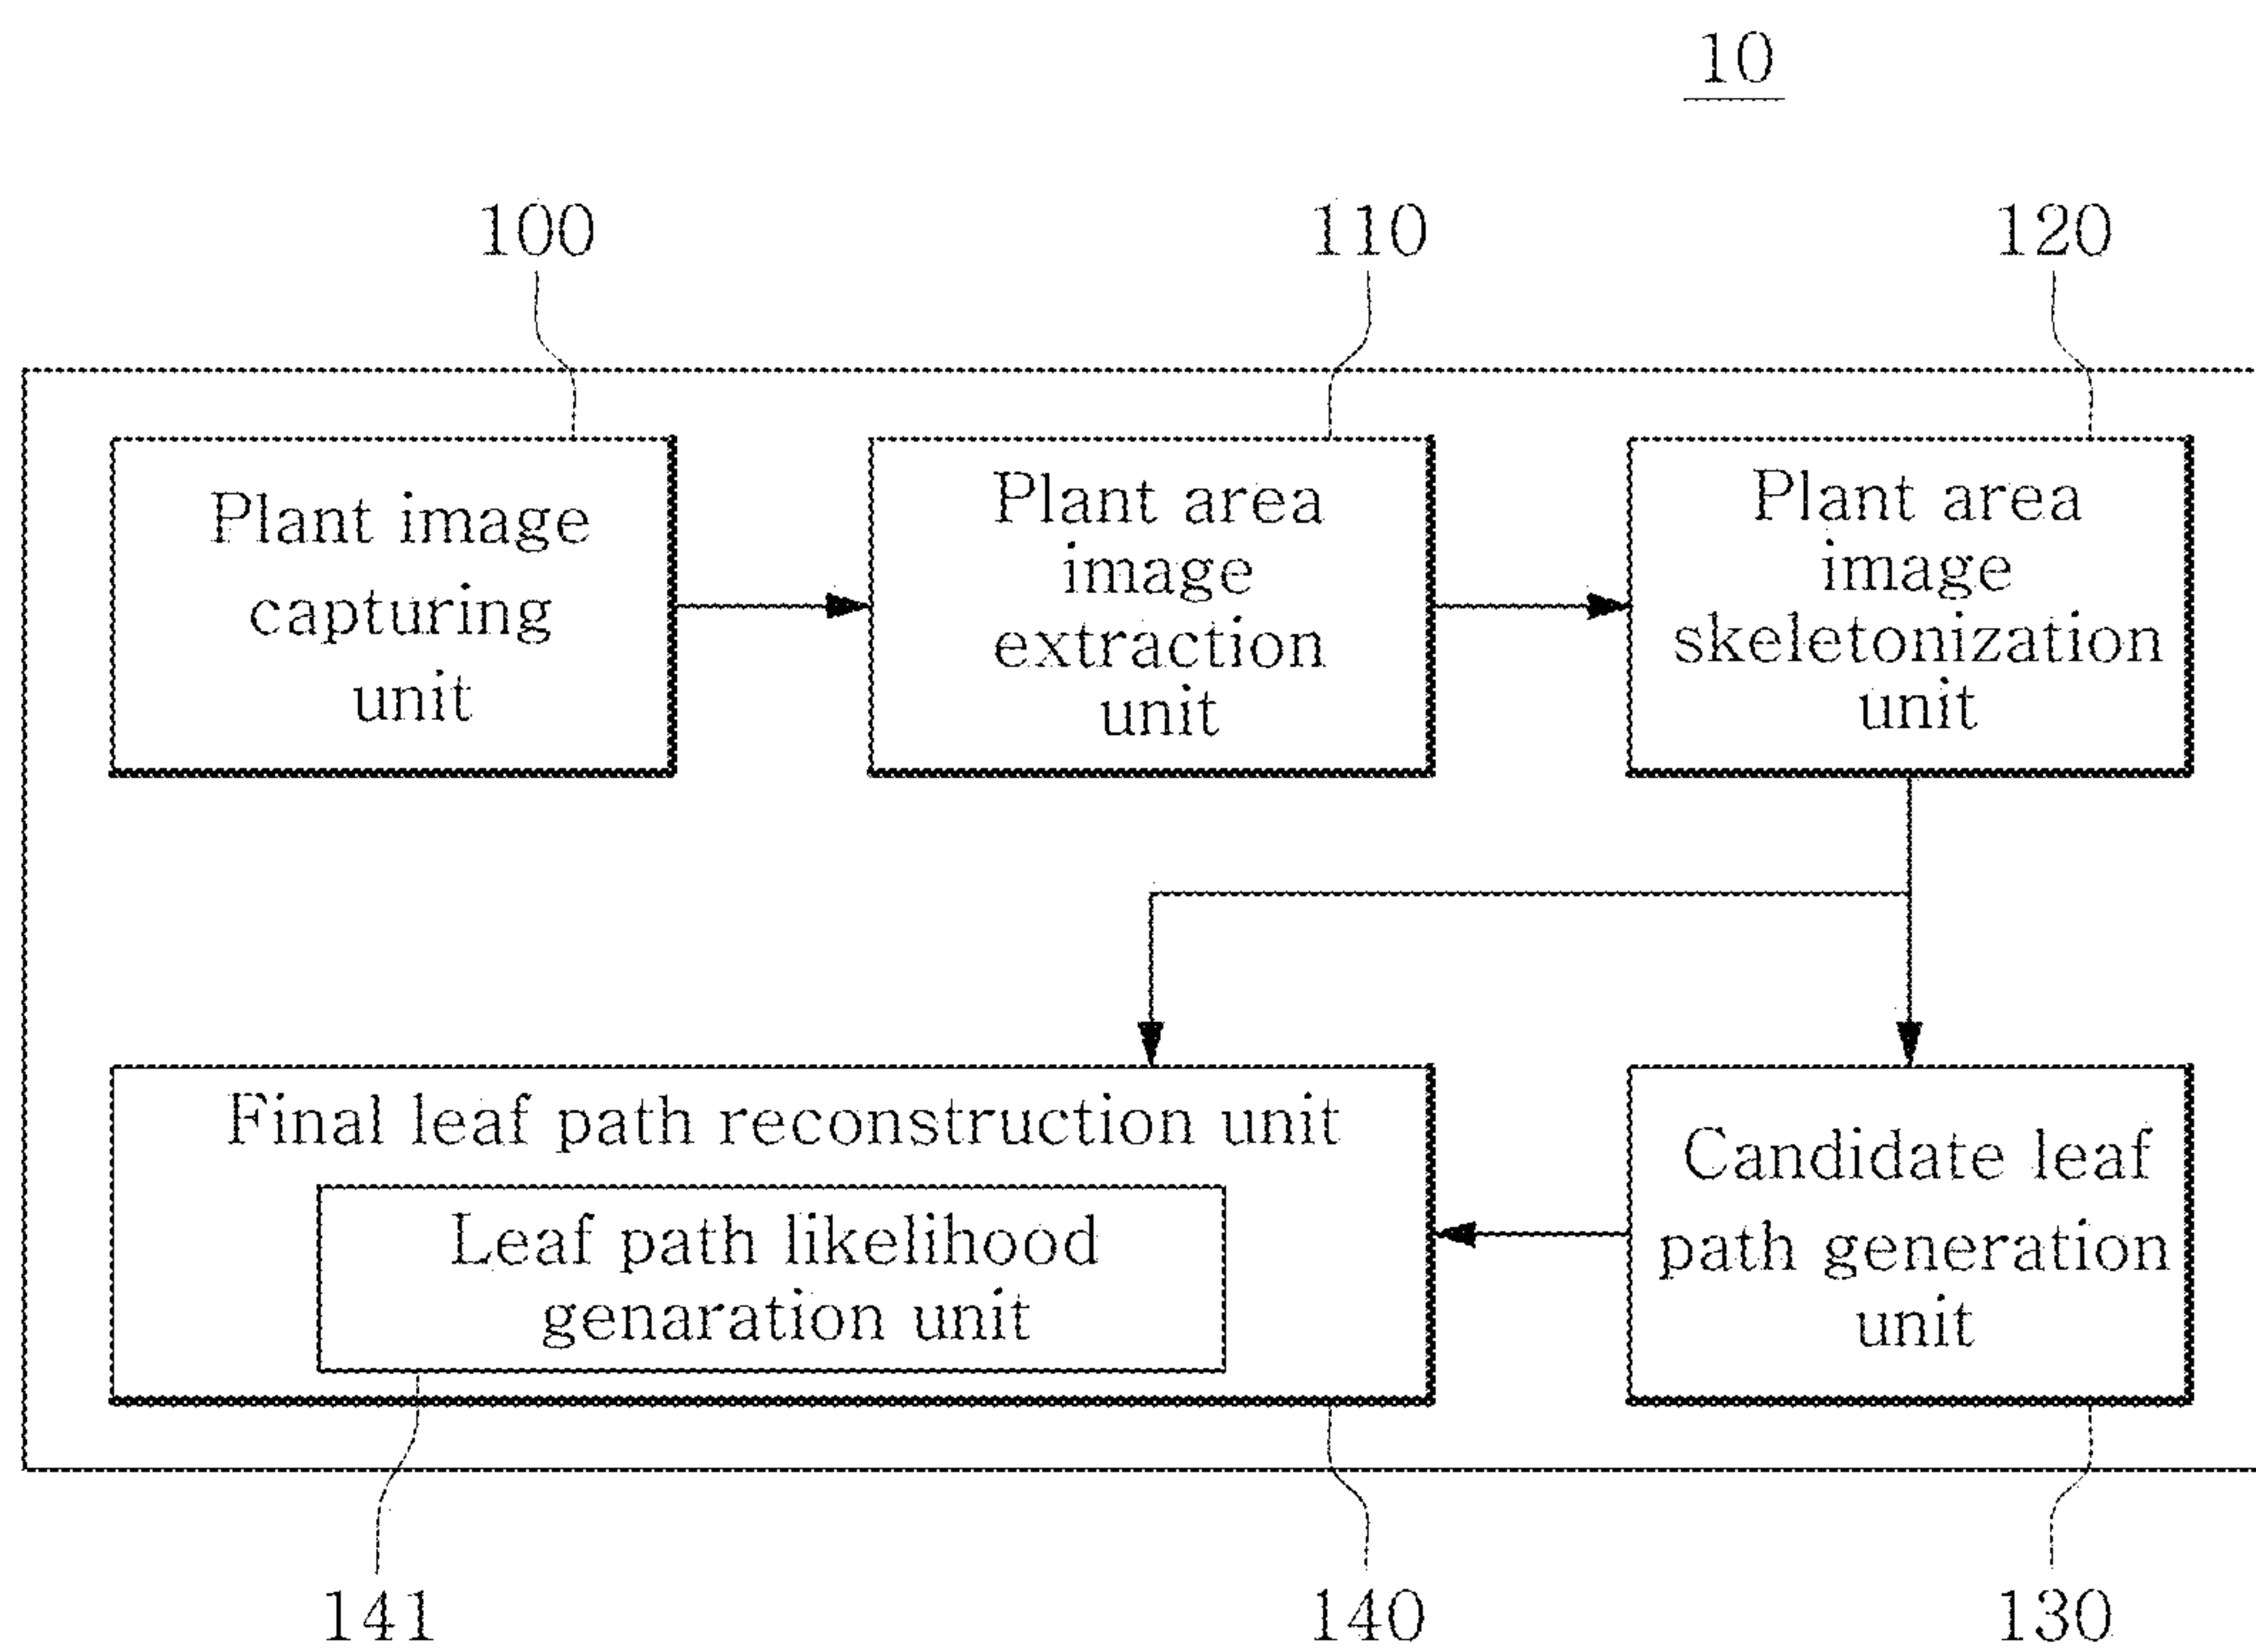 10
100
110
120
Plant image
capturing
unit
Plant area
image
extraction
unit
Plant area
image
skeletonization
unit
Final leaf path reconstruction unit
Leaf path likelihood
genaration unit
Candidate leaf
path generation
unit
141
140
130